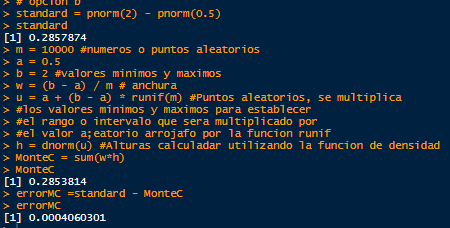 > # opcion b
> standard = pnorm(2) - pnorm(0.5)
> standard
[1] 0.2857874
> m = 10000 #numeros o puntos aleatorios
> a = 0.5
> b = 2 #valores minimos y maximos
> w = (b - a) / m # anchura
> u = a + (b - a) * runif(m) #Puntos aleatorios, se multiplica
> #los valores minimos y maximos para establecer
> #el rango o intervalo que sera multiplicado por
> #el valor a;eatorio arrojafo por la funcion runif
> h = dnorm(u) #Alturas calculadar utilizando la funcion de densidad
> MonteC = sum(w*h)
> MonteC
[1] 0.2853814
> errorMC =standard - MonteC
> errorMC
[1] 0.0004060301